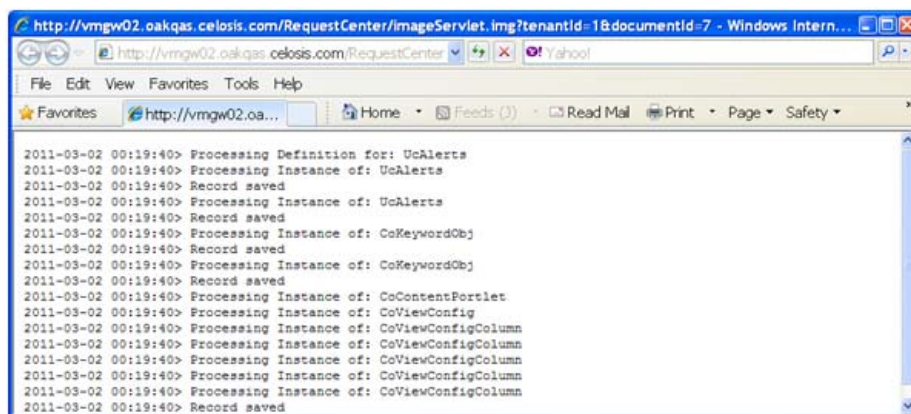 http://vmgw02.oakqas.celosis.com/RequestCenter/imageServlet.img?tenantId=1&documentId=7 - Windows Intern...
http://vmgw02.oakqas.celosis.com/RequestCenter Yahoo!
File Edit View Favorites Tools Help
Favorites http://vmgw02.oa... Home Feeds (J) Read Mail Print Page Safety »
2011-03-02 00:19:40> Processing Definition for: UcAlerts
2011-03-02 00:19:40> Processing Instance of: UcAlerts
2011-03-02 00:19:40> Record saved
2011-03-02 00:19:40> Processing Instance of: UcAlerts
2011-03-02 00:19:40> Record saved
2011-03-02 00:19:40> Processing Instance of: CoKeywordObj
2011-03-02 00:19:40> Record saved
2011-03-02 00:19:40> Processing Instance of: CoKeywordObj
2011-03-02 00:19:40> Record saved
2011-03-02 00:19:40> Processing Instance of: CoContentPortlet
2011-03-02 00:19:40> Processing Instance of: CoViewConfig
2011-03-02 00:19:40> Processing Instance of: CoViewConfigColumn
2011-03-02 00:19:40> Processing Instance of: CoViewConfigColumn
2011-03-02 00:19:40> Processing Instance of: CoViewConfigColumn
2011-03-02 00:19:40> Processing Instance of: CoViewConfigColumn
2011-03-02 00:19:40> Processing Instance of: CoViewConfigColumn
2011-03-02 00:19:40> Record saved